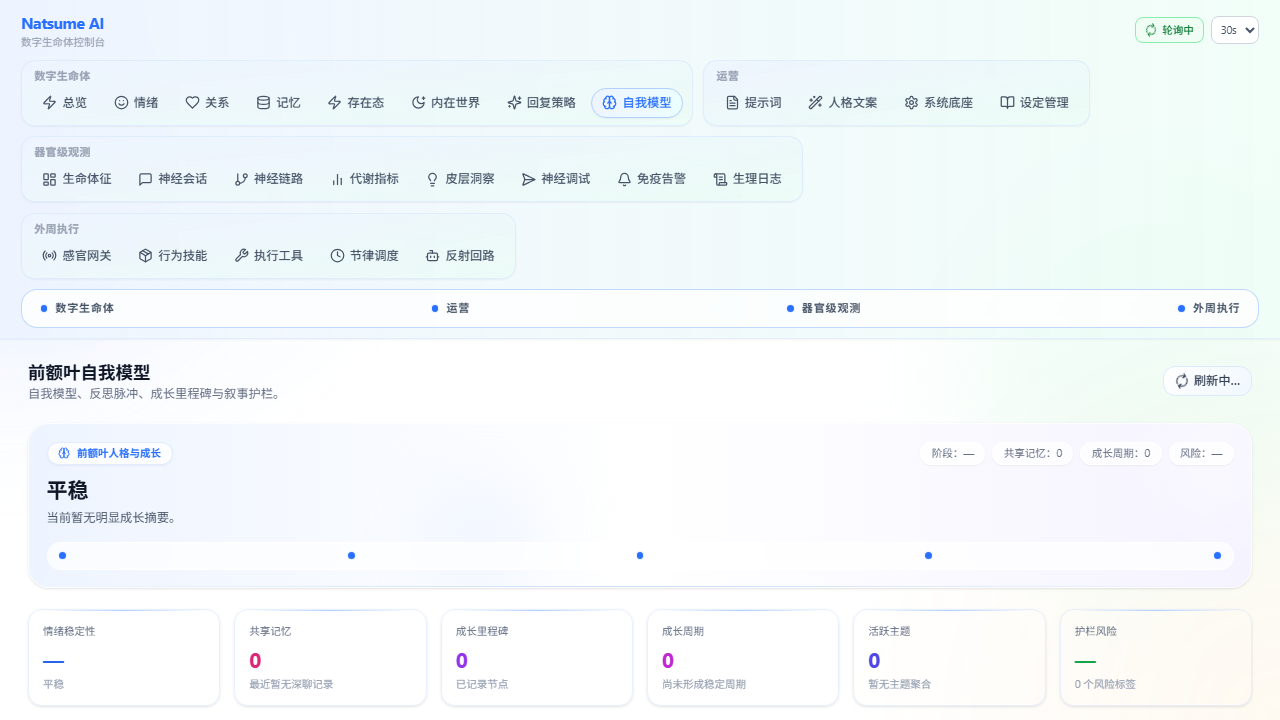 Natsume AI
数字生命体控制台
轮询中
30s
数字生命体
总览
情绪
关系
记忆
存在态
内在世界
回复策略
自我模型
运营
提示词
人格文案
系统底座
设定管理
器官级观测
生命体征
神经会话
神经链路
代谢指标
皮层洞察
神经调试
免疫告警
生理日志
外周执行
感官网关
行为技能
执行工具
节律调度
反射回路
数字生命体
运营
器官级观测
外周执行
前额叶自我模型
自我模型、反思脉冲、成长里程碑与叙事护栏。
刷新中...
前额叶人格与成长
阶段：—
共享记忆：0
成长周期：0
风险：—
平稳
当前暂无明显成长摘要。
情绪稳定性
—
平稳
共享记忆
0
最近暂无深聊记录
成长里程碑
0
已记录节点
成长周期
0
尚未形成稳定周期
活跃主题
0
暂无主题聚合
护栏风险
—
0 个风险标签